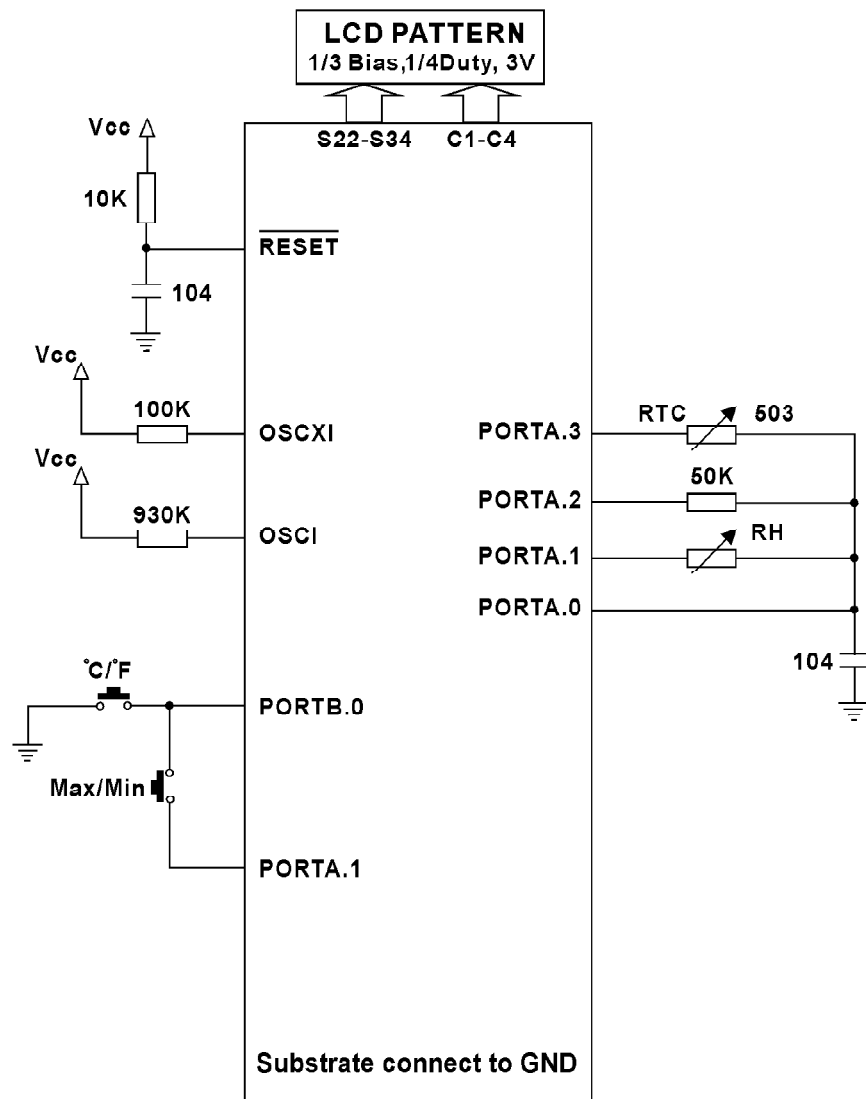 LCD PATTERN
1/3 Bias,1/4Duty, 3V
S22-S34 C1-C4
Vcc
10K
RESET
104
Vcc
100K
OSCXI
RTC 503
PORTA.3
Vcc
50K
PORTA.2
930K
OSCI
RH
PORTA.1
PORTA.0
104
°C/°F
PORTB.0
Max/Min
PORTA.1
Substrate connect to GND